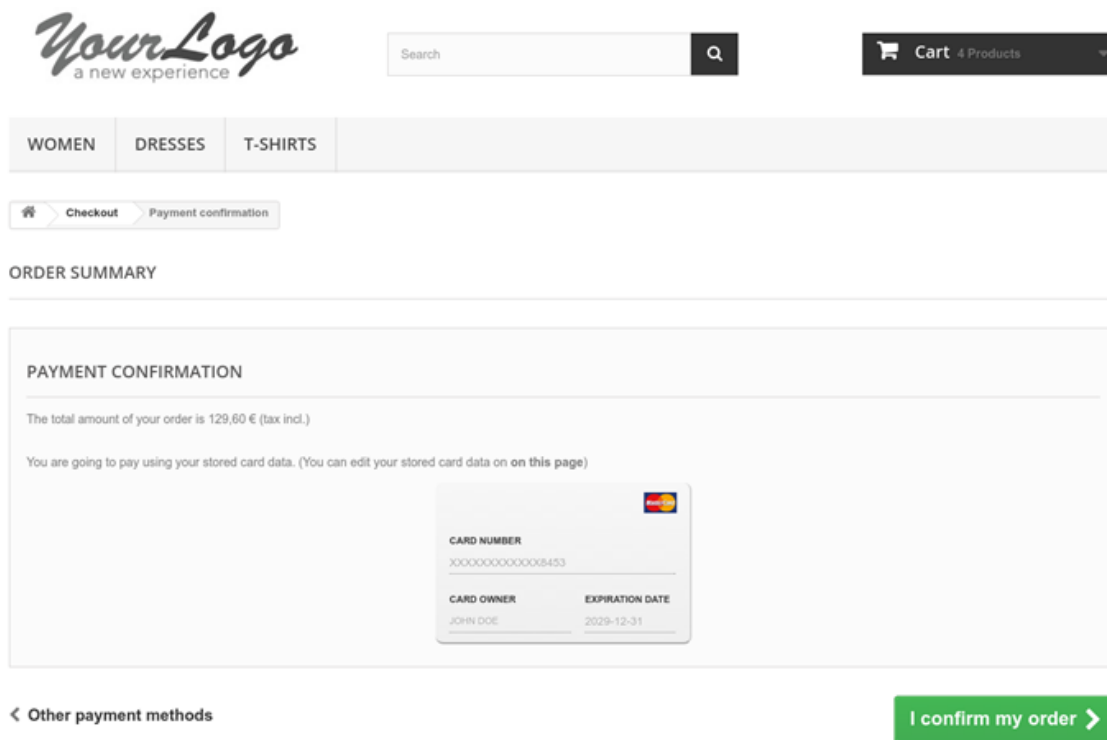 YourLogo
a new experience
Search
Cart 4 Products
WOMEN DRESSES T-SHIRTS
Checkout Payment confirmation
ORDER SUMMARY
PAYMENT CONFIRMATION
The total amount of your order is 129,60 € (tax incl.)
You are going to pay using your stored card data. (You can edit your stored card data on on this page)
MasterCard
CARD NUMBER
XXXXXXXXXXXX8453
CARD OWNER EXPIRATION DATE
JOHN DOE 2029-12-31
Other payment methods
I confirm my order